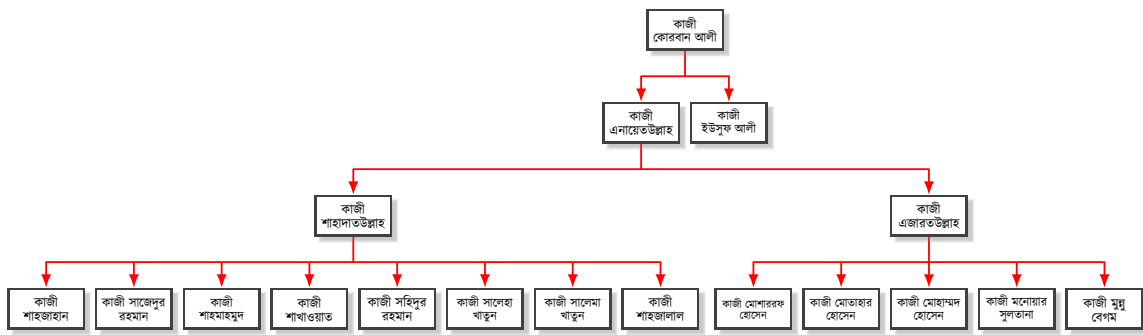 কাজী
কোরবান আলী
কাজী
এনায়েতউল্লাহ
কাজী
ইউসুফ আলী
কাজী
শাহাদাতউল্লাহ
কাজী
এজারতউল্লাহ
কাজী
শাহজাহান
কাজী সাজেদুর
রহমান
কাজী
শাহমাহমুদ
কাজী
শাখাওয়াত
কাজী সহিদুর
রহমান
কাজী সালেহা
খাতুন
কাজী সালেমা
খাতুন
কাজী
শাহজালাল
কাজী মোশাররফ
হোসেন
কাজী মোতাহার
হোসেন
কাজী মোহাম্মদ
হোসেন
কাজী মনোয়ার
সুলতানা
কাজী মুন্নু
বেগম